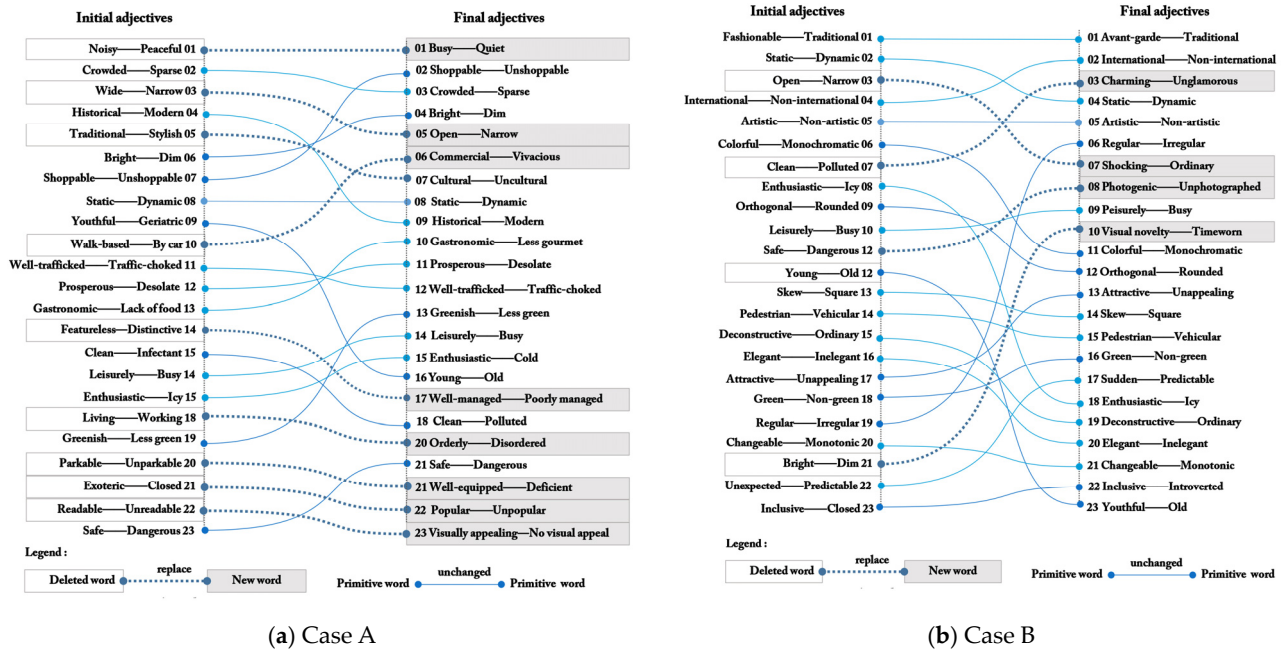 Initial adjectives
Final adjectives
Noisy——Peaceful 01
Crowded——Sparse 02
Wide——Narrow 03
Historical——Modern 04
Traditional——Stylish 05
Bright——Dim 06
Shoppable——Unshoppable 07
Static——Dynamic 08
Youthful——Geriatric 09
Walk-based——By car 10
Well-trafficked——Traffic-choked 11
Prosperous——Desolate 12
Gastronomic——Lack of food 13
Featureless——Distinctive 14
Clean——Infectant 15
Leisurely——Busy 14
Enthusiastic——Icy 15
Living——Working 18
Greenish——Less green 19
Parkable——Unparkable 20
Exoteric——Closed 21
Readable——Unreadable 22
Safe——Dangerous 23
01 Busy——Quiet
02 Shoppable——Unshoppable
03 Crowded——Sparse
04 Bright——Dim
05 Open——Narrow
06 Commercial——Vivacious
07 Cultural——Uncultural
08 Static——Dynamic
09 Historical——Modern
10 Gastronomic——Less gourmet
11 Prosperous——Desolate
12 Well-trafficked——Traffic-choked
13 Greenish——Less green
14 Leisurely——Busy
15 Enthusiastic——Cold
16 Young——Old
17 Well-managed——Poorly managed
18 Clean——Polluted
20 Orderly——Disordered
21 Safe——Dangerous
21 Well-equipped——Deficient
22 Popular——Unpopular
23 Visually appealing—No visual appeal
Legend :
Deleted word
replace
New word
Primitive word
unchanged
Primitive word
(a) Case A
Initial adjectives
Final adjectives
Fashionable——Traditional 01
Static——Dynamic 02
Open——Narrow 03
International——Non-international 04
Artistic——Non-artistic 05
Colorful——Monochromatic 06
Clean——Polluted 07
Enthusiastic——Icy 08
Orthogonal——Rounded 09
Leisurely——Busy 10
Safe——Dangerous 12
Young——Old 12
Skew——Square 13
Pedestrian——Vehicular 14
Deconstructive——Ordinary 15
Elegant——Inelegant 16
Attractive——Unappealing 17
Green——Non-green 18
Regular——Irregular 19
Changeable——Monotonic 20
Bright——Dim 21
Unexpected——Predictable 22
Inclusive——Closed 23
01 Avant-garde——Traditional
02 International——Non-international
03 Charming——Unglamorous
04 Static——Dynamic
05 Artistic——Non-artistic
06 Regular——Irregular
07 Shocking——Ordinary
08 Photogenic——Unphotographed
09 Peisurely——Busy
10 Visual novelty——Timeworn
11 Colorful——Monochromatic
12 Orthogonal——Rounded
13 Attractive——Unappealing
14 Skew——Square
15 Pedestrian——Vehicular
16 Green——Non-green
17 Sudden——Predictable
18 Enthusiastic——Icy
19 Deconstructive——Ordinary
20 Elegant——Inelegant
21 Changeable——Monotonic
22 Inclusive——Introverted
23 Youthful——Old
Legend :
Deleted word
replace
New word
Primitive word
unchanged
Primitive word
(b) Case B